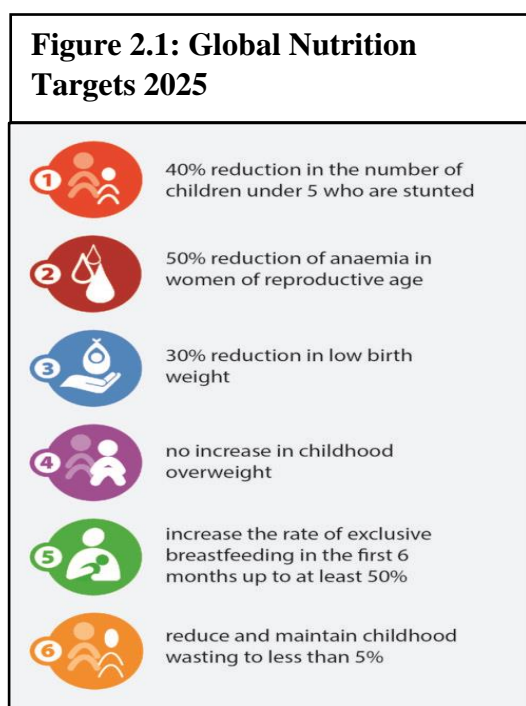 Figure 2.1: Global Nutrition
Targets 2025
1
40% reduction in the number of
children under 5 who are stunted
2
50% reduction of anaemia in
women of reproductive age
3
30% reduction in low birth
weight
4
no increase in childhood
overweight
5
increase the rate of exclusive
breastfeeding in the first 6
months up to at least 50%
6
reduce and maintain childhood
wasting to less than 5%